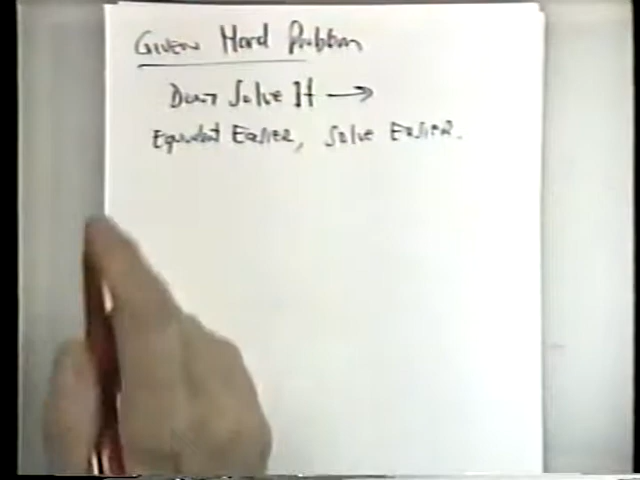 Given Hard Problem
Don't Solve It →
Equivalent Easier, Solve Easier.